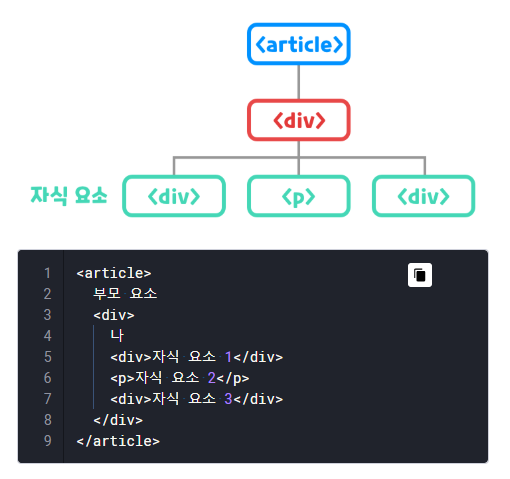 <article>
<div>
자식 요소 <div> <p> <div>
1 <article>
2 부모 요소
3 <div>
4 나
5 <div>자식 요소 1</div>
6 <p>자식 요소 2</p>
7 <div>자식 요소 3</div>
8 </div>
9 </article>